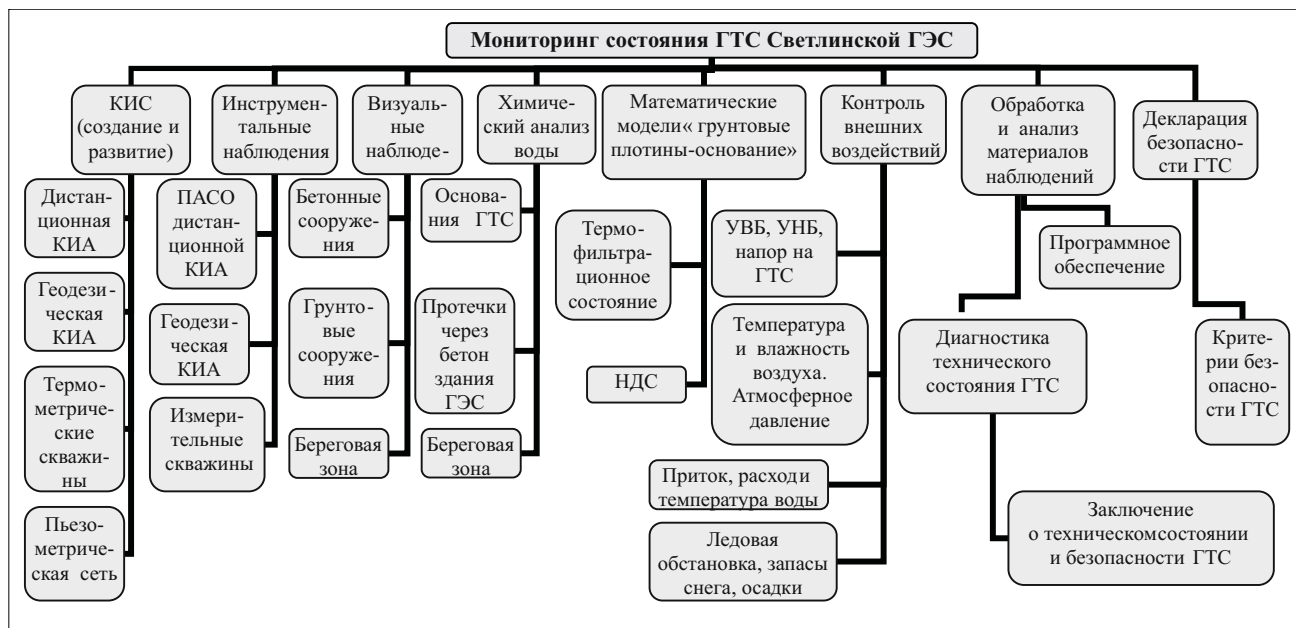 Мониторинг состояния ГТС Светлинской ГЭС
КИС
(создание и
развитие)
Дистан-
ционная
КИА
Геодези-
ческая
КИА
Термо-
метриче-
ские
скважи-
ны
Пьезо-
метриче-
ская сеть
Инструмен-
тальные
наблюдения
ПАСО
дистан-
ционной
КИА
Геодези-
ческая
КИА
Измери-
тельные
скважины
Визуаль-
ные
наблюде-
Бетонные
сооруже-
ния
Грунто-
вые
сооруже-
ния
Береговая
зона
Химиче-
ский анализ
воды
Основа-
ния ГТС
Протечки
через
бетон
здания
ГЭС
Береговая
зона
Математические
модели« грунтовые
плотины-основание»
Термо-
фильтра-
ционное
состояние
НДС
Контроль
внешних
воздействий
УВБ, УНБ,
напор на
ГТС
Температура
и влажность
воздуха.
Атмосферное
давление
Приток, расход и
температура воды
Ледовая
обстановка, запасы
снега, осадки
Обработка
и анализ
материалов
наблюдений
Программное
обеспечение
Диагностика
технического
состояния ГТС
Заключение
о техническомсостоянии
и безопасности ГТС
Декларация
безопасно-
сти ГТС
Крите-
рии без-
опасно-
сти ГТС